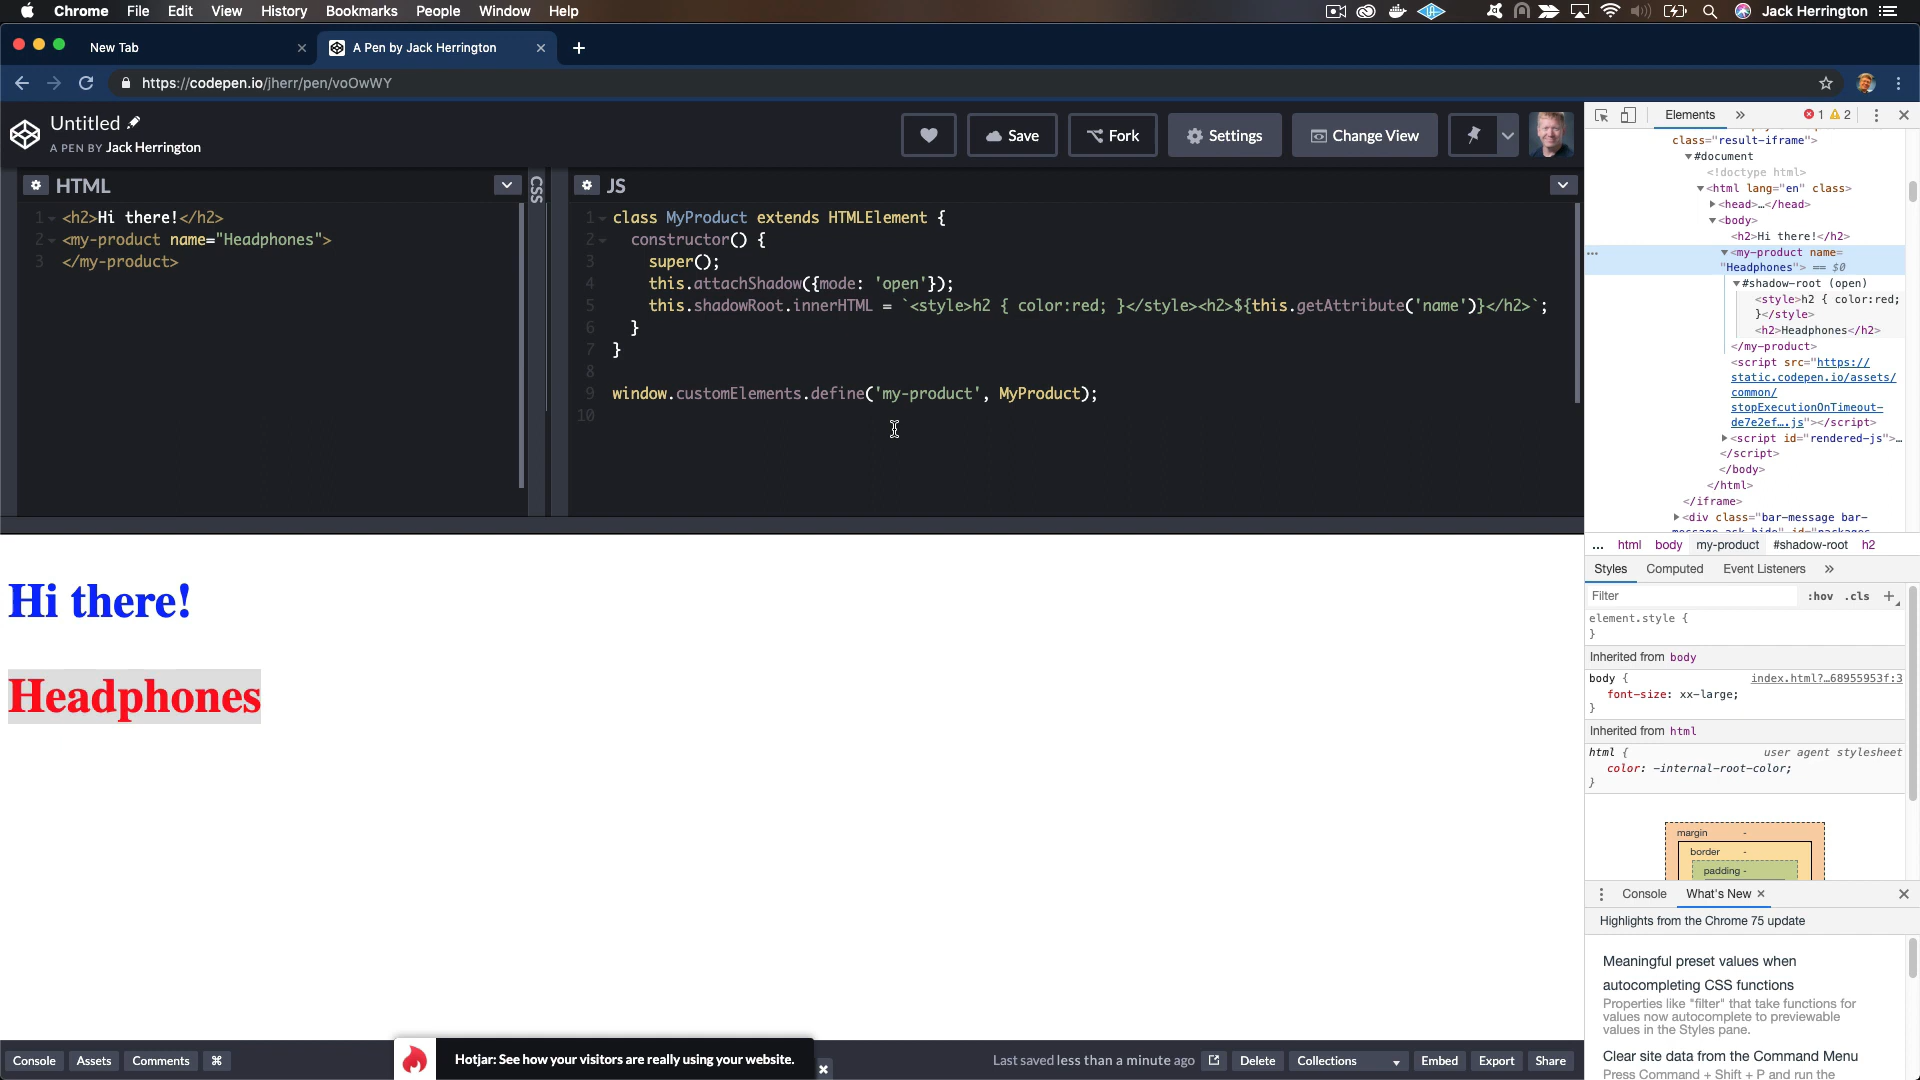 Chrome File Edit View History Bookmarks People Window Help Jack Herrington
New Tab
A Pen by Jack Herrington
https://codepen.io/jherr/pen/voOwWY
Untitled
A PEN BY Jack Herrington
Save
Fork
Settings
Change View
HTML
1 <h2>Hi there!</h2>
2 <my-product name="Headphones">
3 </my-product>
CSS
JS
1 class MyProduct extends HTMLElement {
2 constructor() {
3 super();
4 this.attachShadow({mode: 'open'});
5 this.shadowRoot.innerHTML = `<style>h2 { color:red; }</style><h2>${this.getAttribute('name')}</h2>`;
6 }
7 }
8
9 window.customElements.define('my-product', MyProduct);
10
Hi there!
Headphones
Elements » 1 2
class="result-iframe">
#document
<!doctype html>
<html lang="en" class>
<head>…</head>
<body>
<h2>Hi there!</h2>
… <my-product name=
"Headphones"> == $0
#shadow-root (open)
<style>h2 { color:red;
}</style>
<h2>Headphones</h2>
</my-product>
<script src="https://
static.codepen.io/assets/
common/
stopExecutionOnTimeout-
de7e2ef….js"></script>
<script id="rendered-js">…
</script>
</body>
</html>
</iframe>
<div class="bar-message bar-
… html body my-product #shadow-root h2
Styles Computed Event Listeners »
Filter :hov .cls +
element.style {
}
Inherited from body
body { index.html?…68955953f:3
font-size: xx-large;
}
Inherited from html
html { user agent stylesheet
color: -internal-root-color;
}
margin -
border -
padding -
Console What's New
Highlights from the Chrome 75 update
Meaningful preset values when
autocompleting CSS functions
Properties like "filter" that take functions for
values now autocomplete to previewable
values in the Styles pane.
Clear site data from the Command Menu
Press Command + Shift + P and run the
Console Assets Comments ⌘
Hotjar: See how your visitors are really using your website.
Last saved less than a minute ago
Delete Collections Embed Export Share